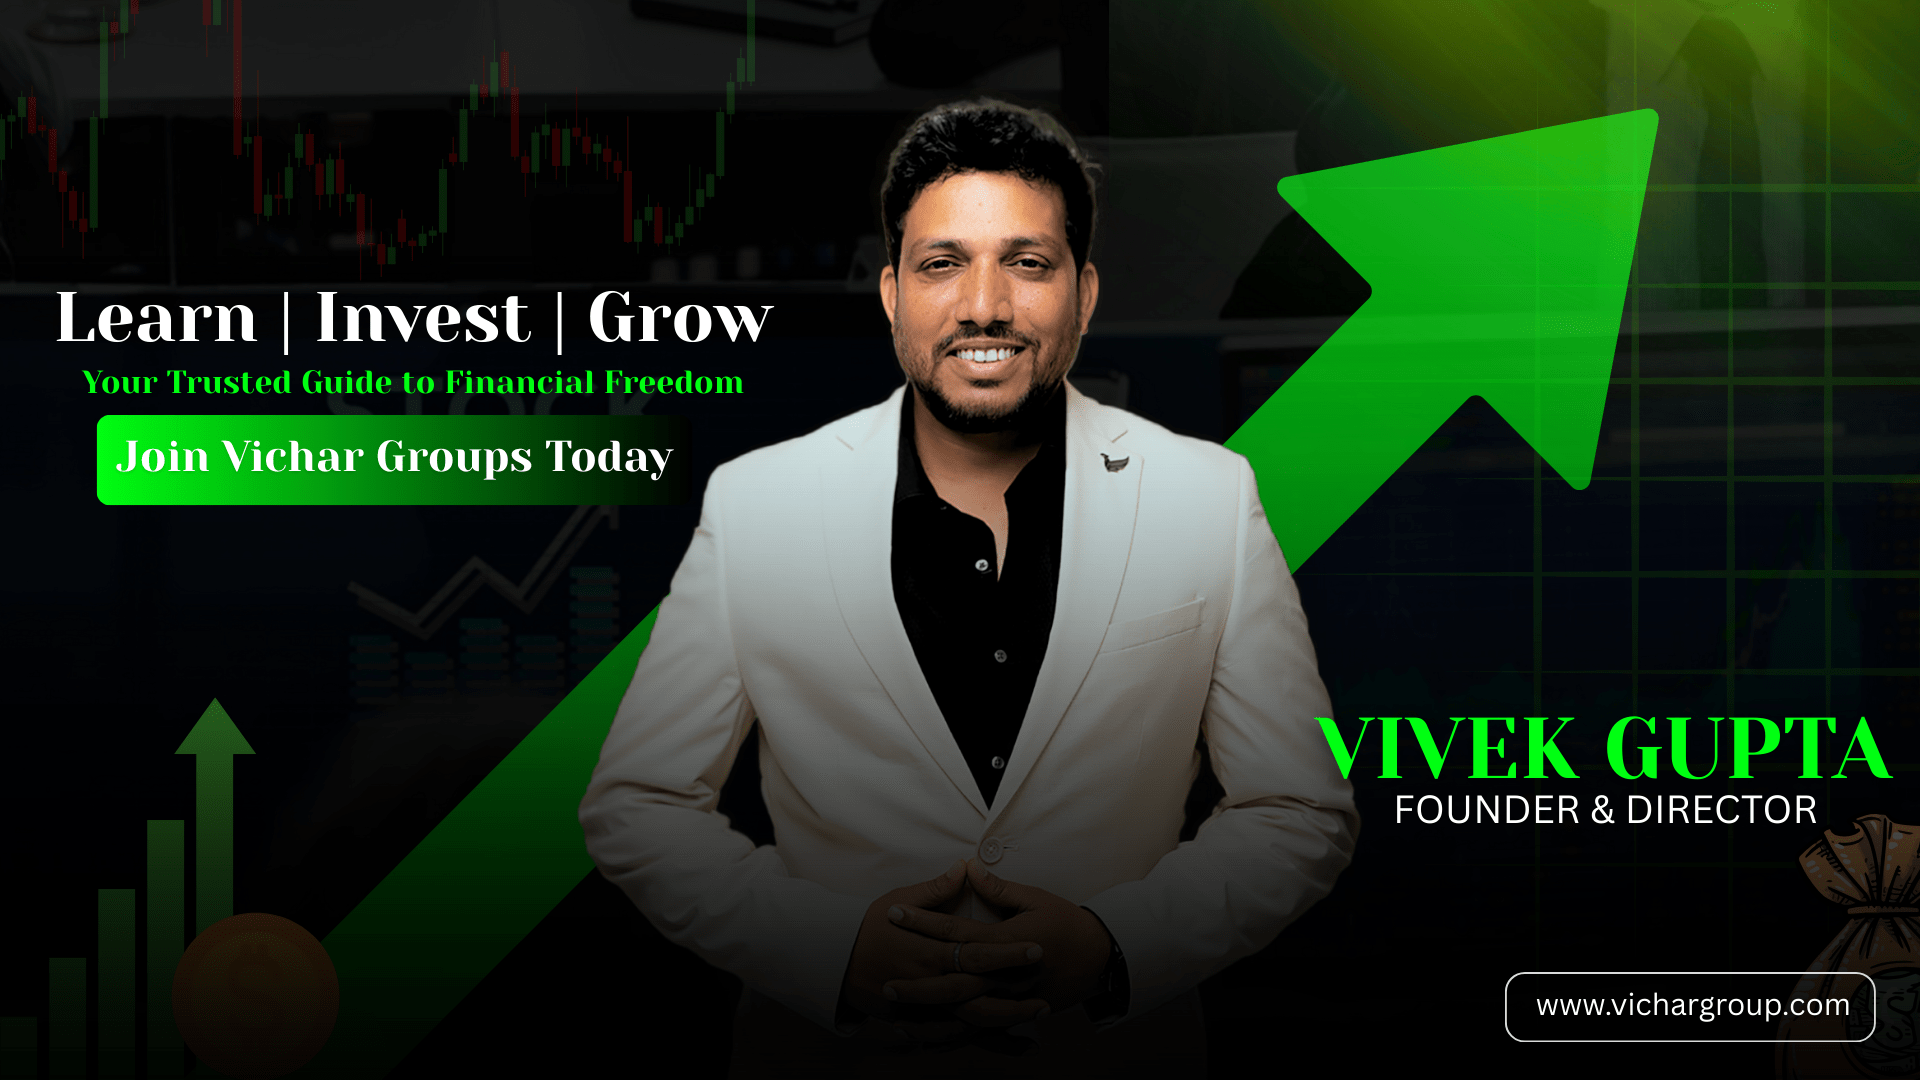 Learn | Invest | Grow
Your Trusted Guide to Financial Freedom
Join Vichar Groups Today
STOCK
VIVEK GUPTA
FOUNDER & DIRECTOR
www.vichargroup.com